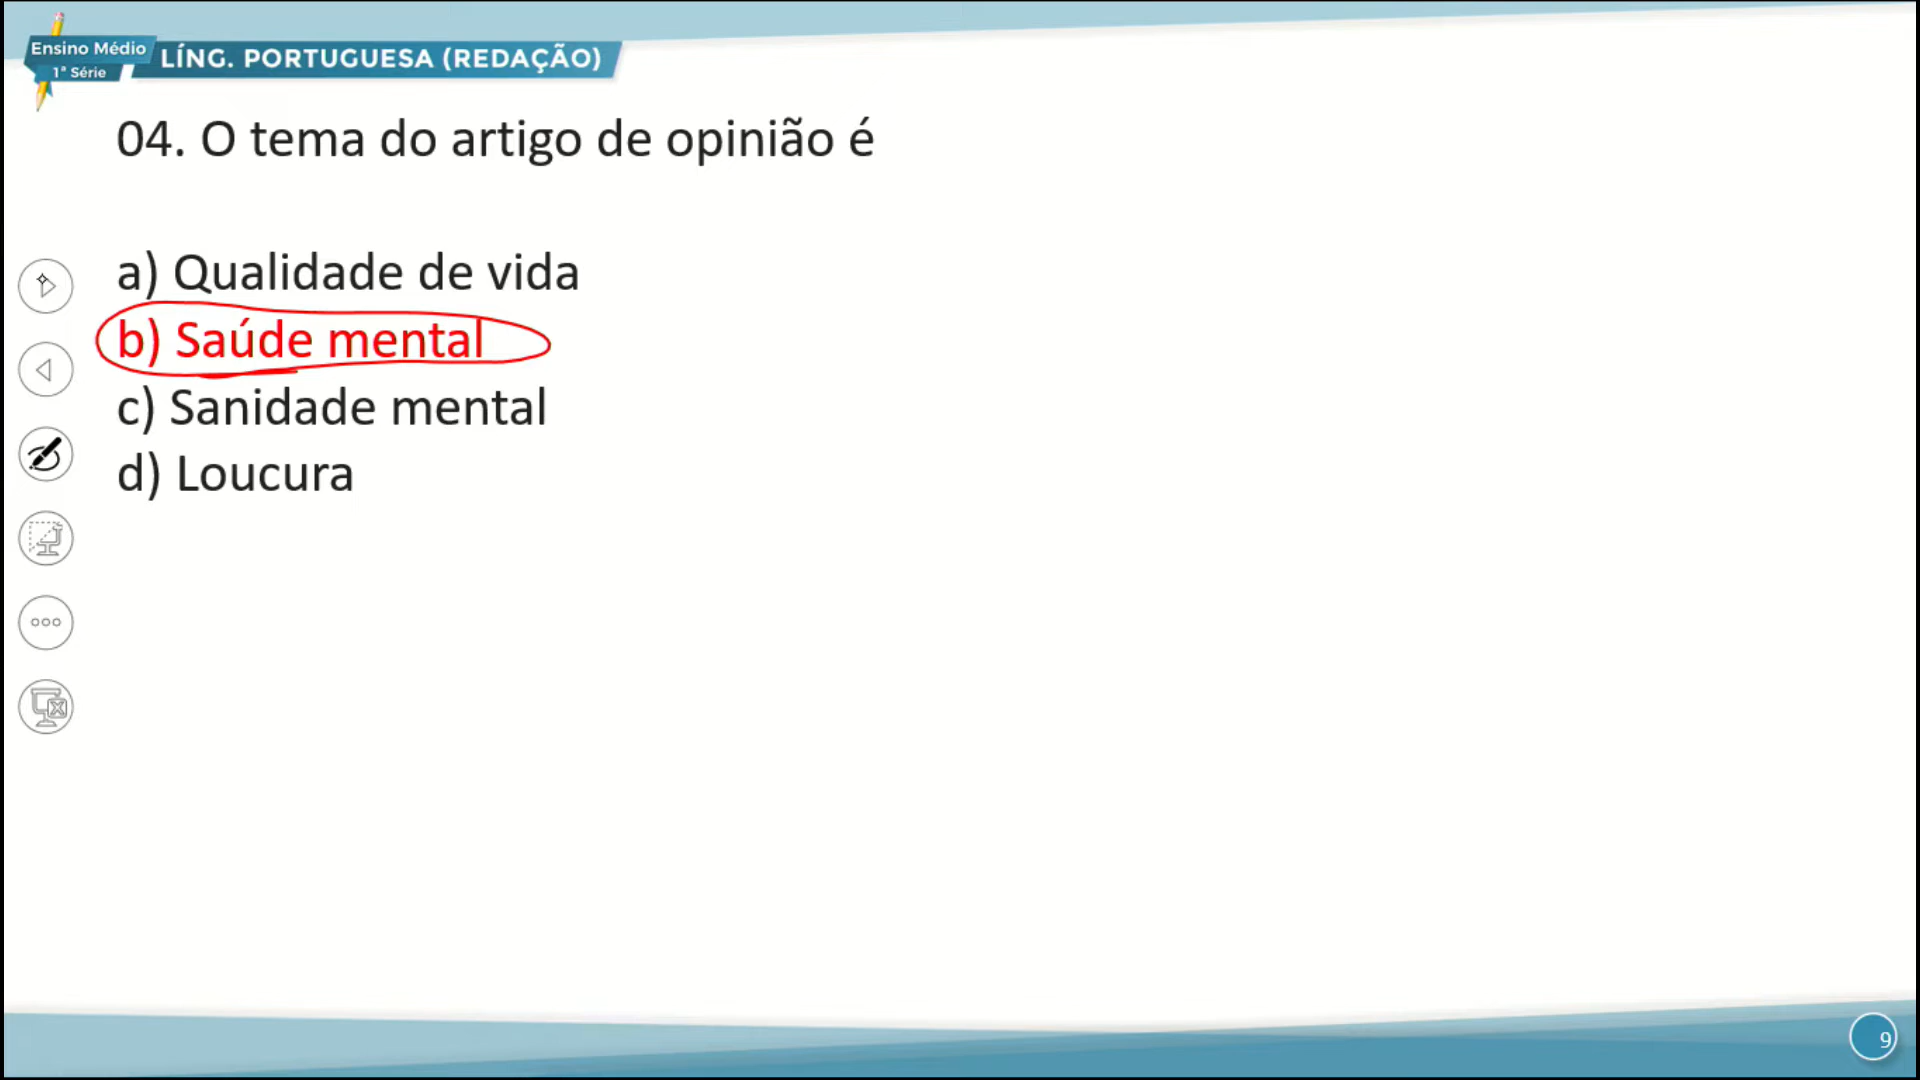 Ensino Médio
1ª Série
LÍNG. PORTUGUESA (REDAÇÃO)
04. O tema do artigo de opinião é
a) Qualidade de vida
b) Saúde mental
c) Sanidade mental
d) Loucura
9